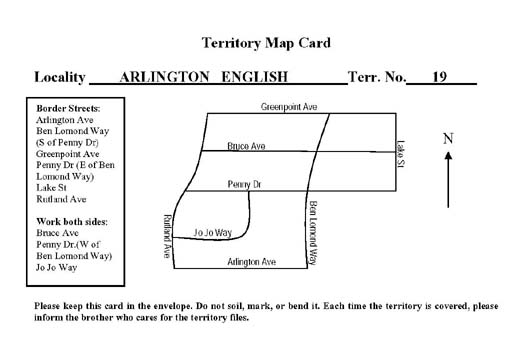 Territory Map Card
Locality ARLINGTON ENGLISH Terr. No. 19
Border Streets:
Arlington Ave
Ben Lomond Way
(S of Penny Dr)
Greenpoint Ave
Penny Dr (E of Ben
Lomond Way)
Lake St
Rutland Ave
Work both sides:
Bruce Ave
Penny Dr.(W of
Ben Lomond Way)
Jo Jo Way
Greenpoint Ave
Bruce Ave
Lake St
N
Penny Dr
Rutland Ave
Jo Jo Way
Ben Lomond Way
Arlington Ave
Please keep this card in the envelope. Do not soil, mark, or bend it. Each time the territory is covered, please
inform the brother who cares for the territory files.